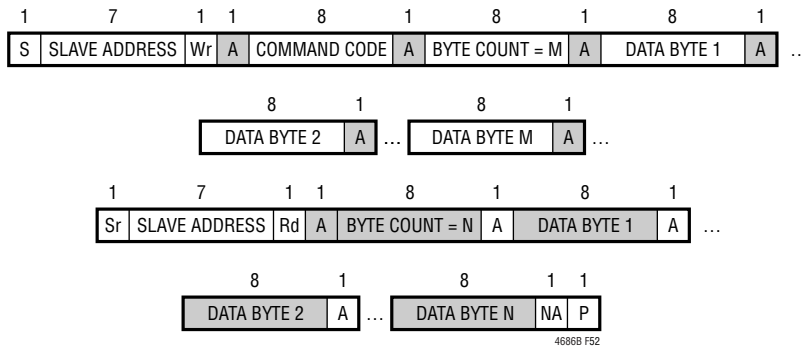 1 7 1 1 8 1 8 1 8 1
S SLAVE ADDRESS Wr A COMMAND CODE A BYTE COUNT = M A DATA BYTE 1 A ..
8 1 8 1
DATA BYTE 2 A … DATA BYTE M A …
1 7 1 1 8 1 8 1
Sr SLAVE ADDRESS Rd A BYTE COUNT = N A DATA BYTE 1 A …
8 1 8 1 1
DATA BYTE 2 A … DATA BYTE N NA P
4686B F52